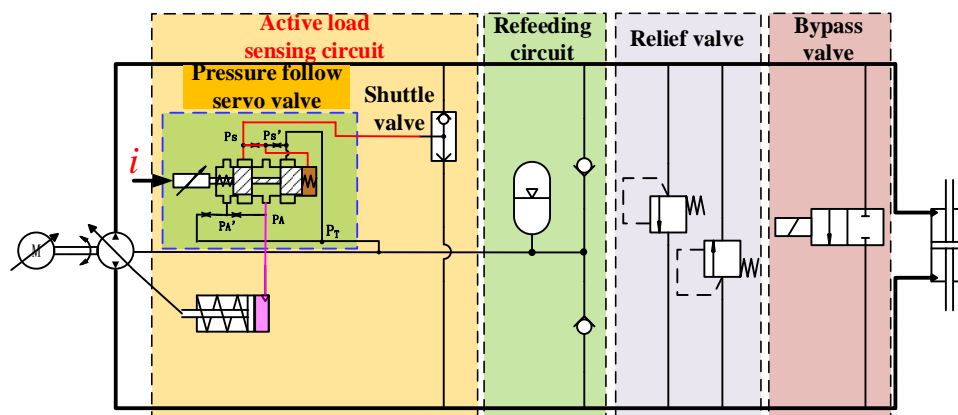 Active load
sensing circuit
Refeeding
circuit
Relief valve
Bypass
valve
Pressure follow
servo valve
Shuttle
valve
Ps
Ps'
i
PA'
PA
PT
M